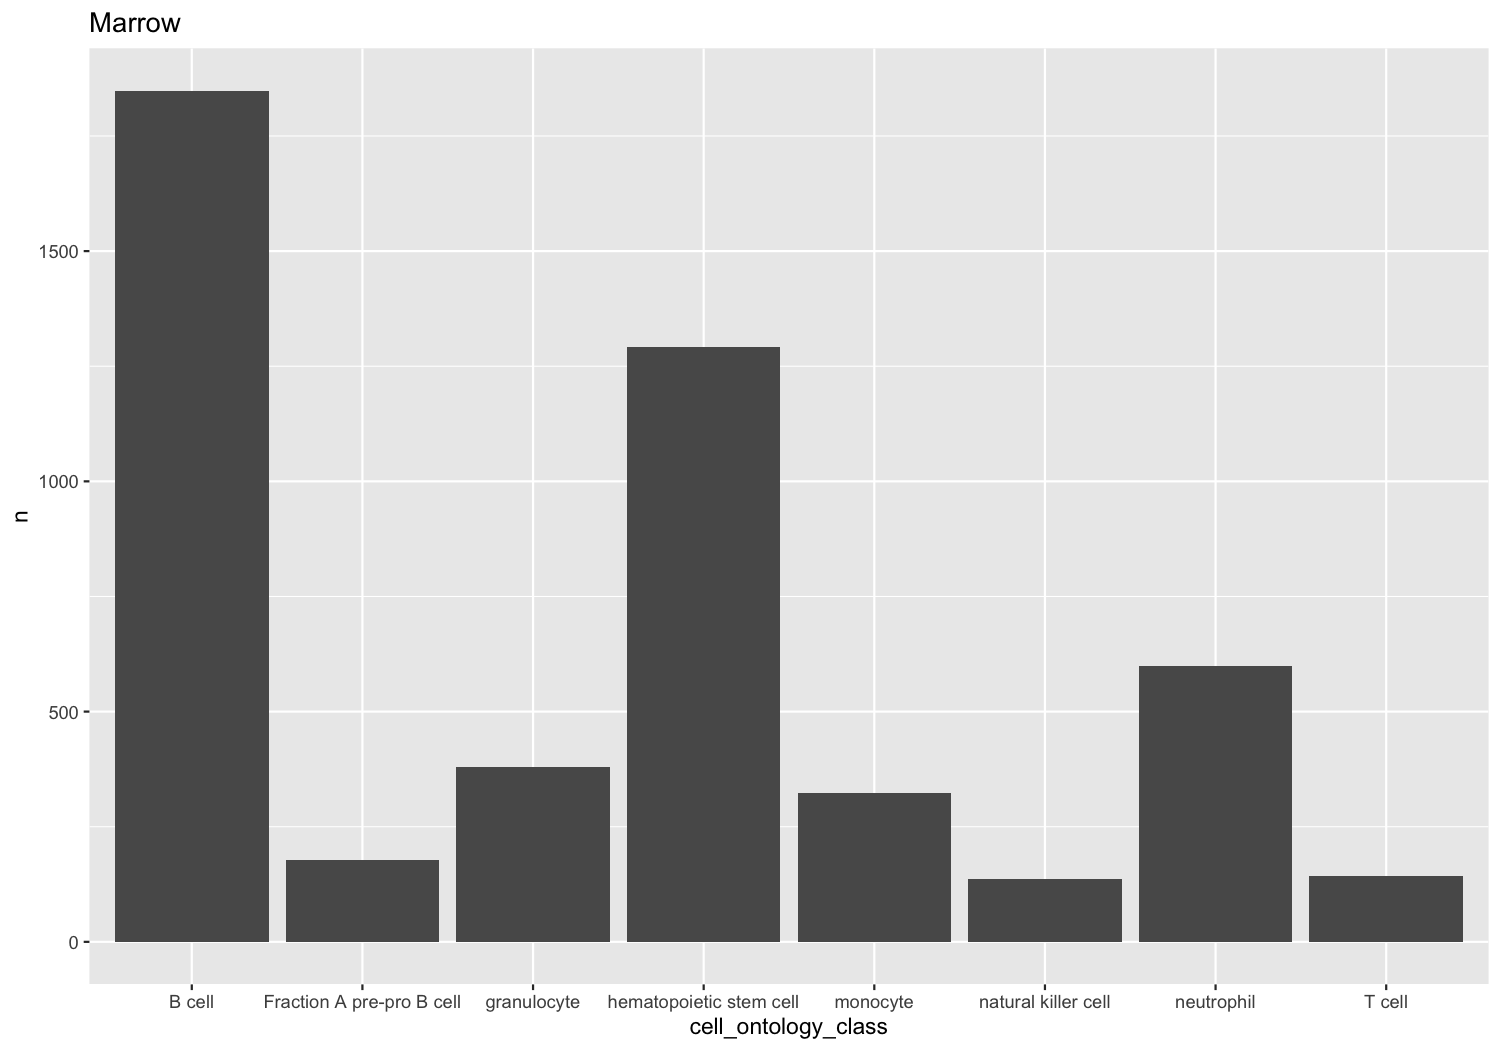 Marrow
n
1500
1000
500
0
B cell
Fraction A pre-pro B cell
granulocyte
hematopoietic stem cell
monocyte
natural killer cell
neutrophil
T cell
cell_ontology_class